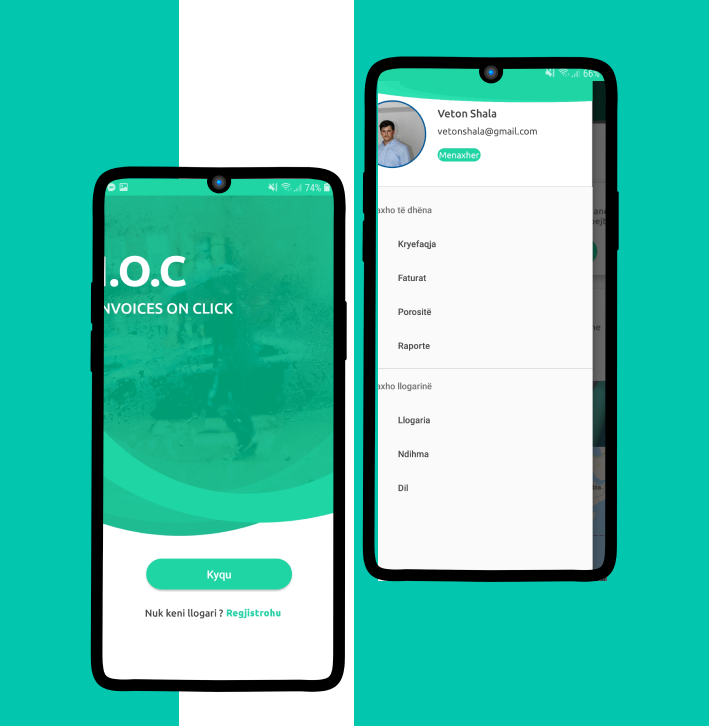 74%
I.O.C
INVOICES ON CLICK
Kyqu
Nuk keni llogari ? Regjistrohu
66%
Veton Shala
vetonshala@gmail.com
Menaxher
axho të dhëna
Kryefaqja
Faturat
Porositë
Raporte
axho llogarinë
Llogaria
Ndihma
Dil